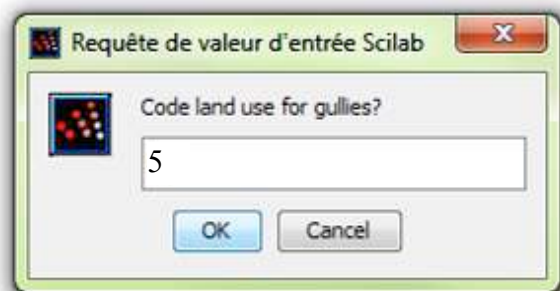 Requête de valeur d'entrée Scilab
Code land use for gullies?
5
OK
Cancel